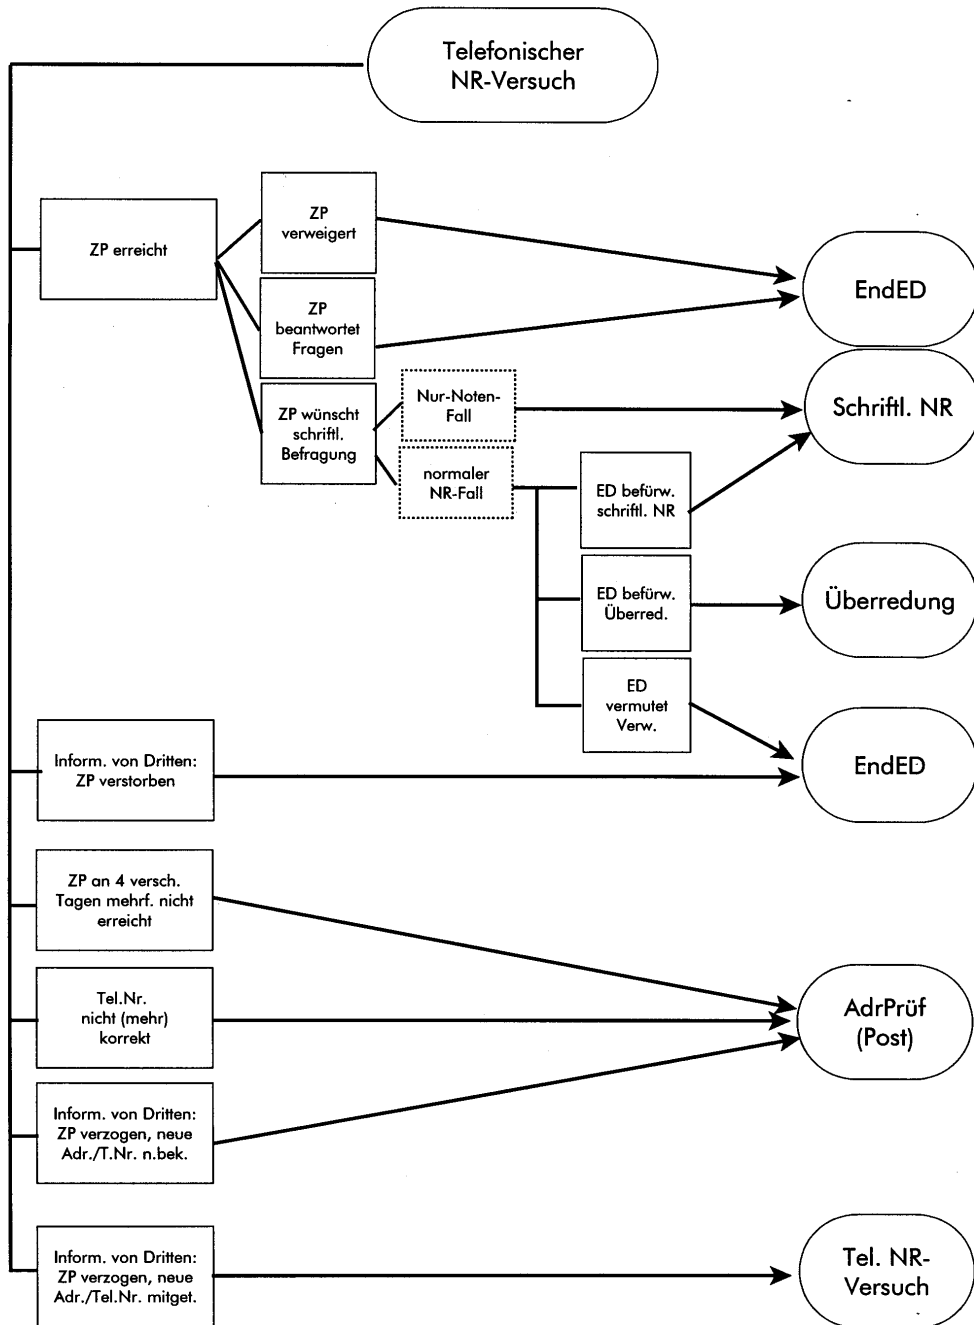 Telefonischer
NR-Versuch
ZP erreicht
ZP
verweigert
ZP
beantwortet
Fragen
EndED
ZP wünscht
schriftl.
Befragung
Nur-Noten-
Fall
Schriftl. NR
normaler
NR-Fall
ED befürw.
schriftl. NR
ED befürw.
Überred.
Überredung
ED
vermutet
Verw.
Inform. von Dritten:
ZP verstorben
EndED
ZP an 4 versch.
Tagen mehrf. nicht
erreicht
Tel.Nr.
nicht (mehr)
korrekt
AdrPrüf
(Post)
Inform. von Dritten:
ZP verzogen, neue
Adr./T.Nr. n.bek.
Inform. von Dritten:
ZP verzogen, neue
Adr./Tel.Nr. mitget.
Tel. NR-
Versuch